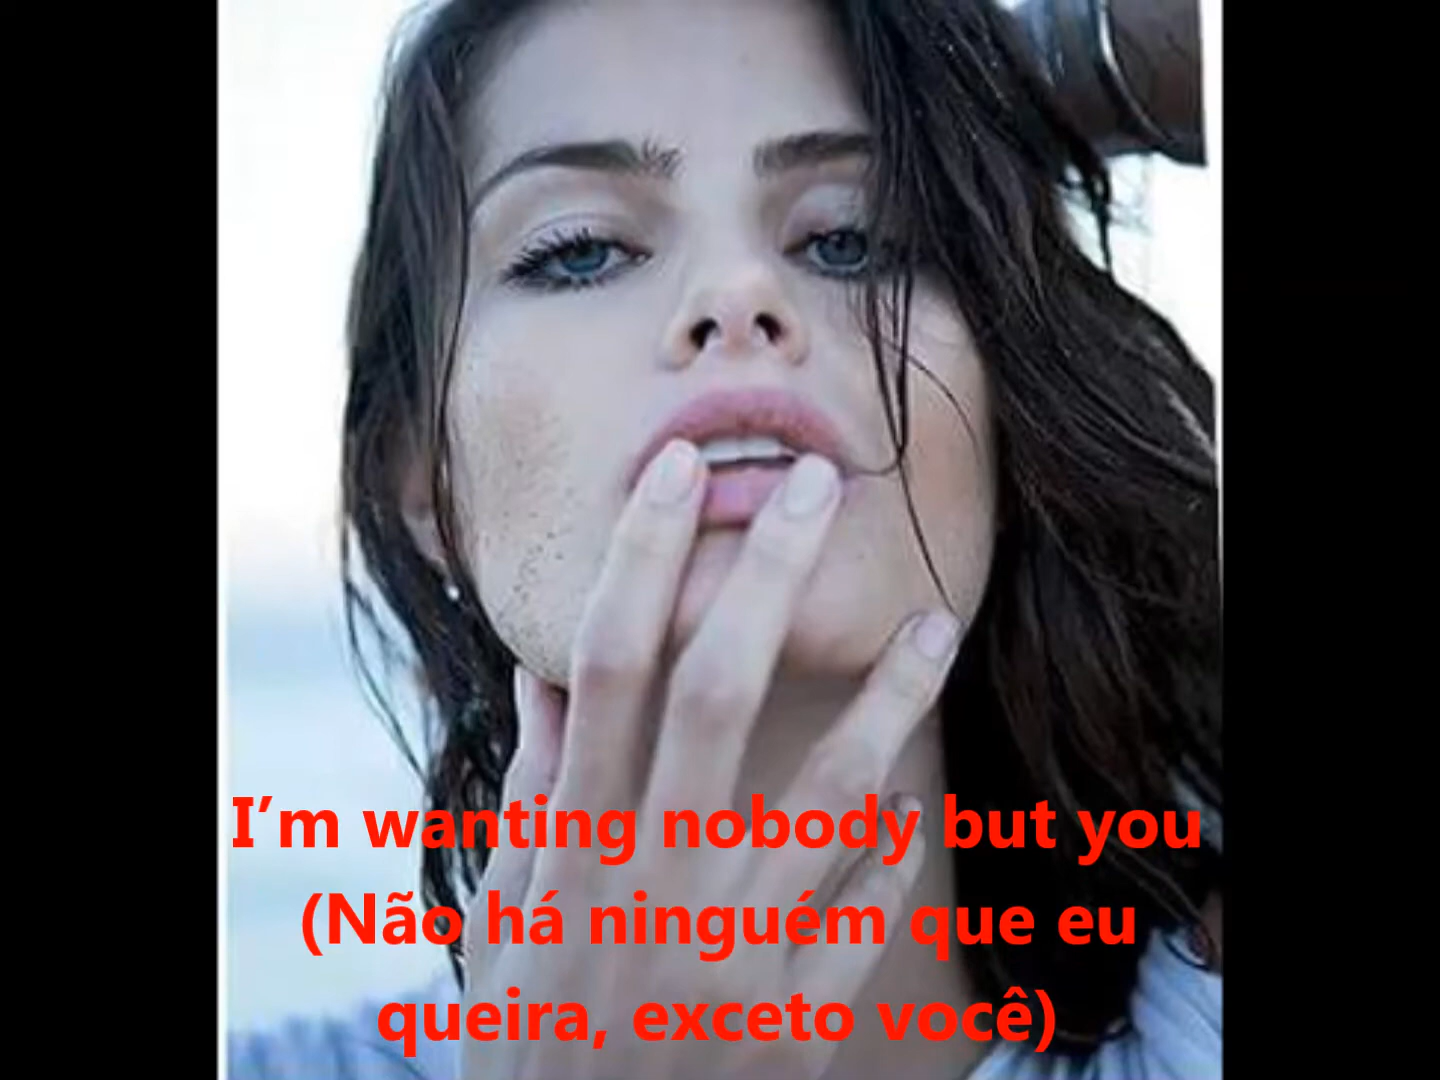 I’m wanting nobody but you
(Não há ninguém que eu
queira, exceto você)